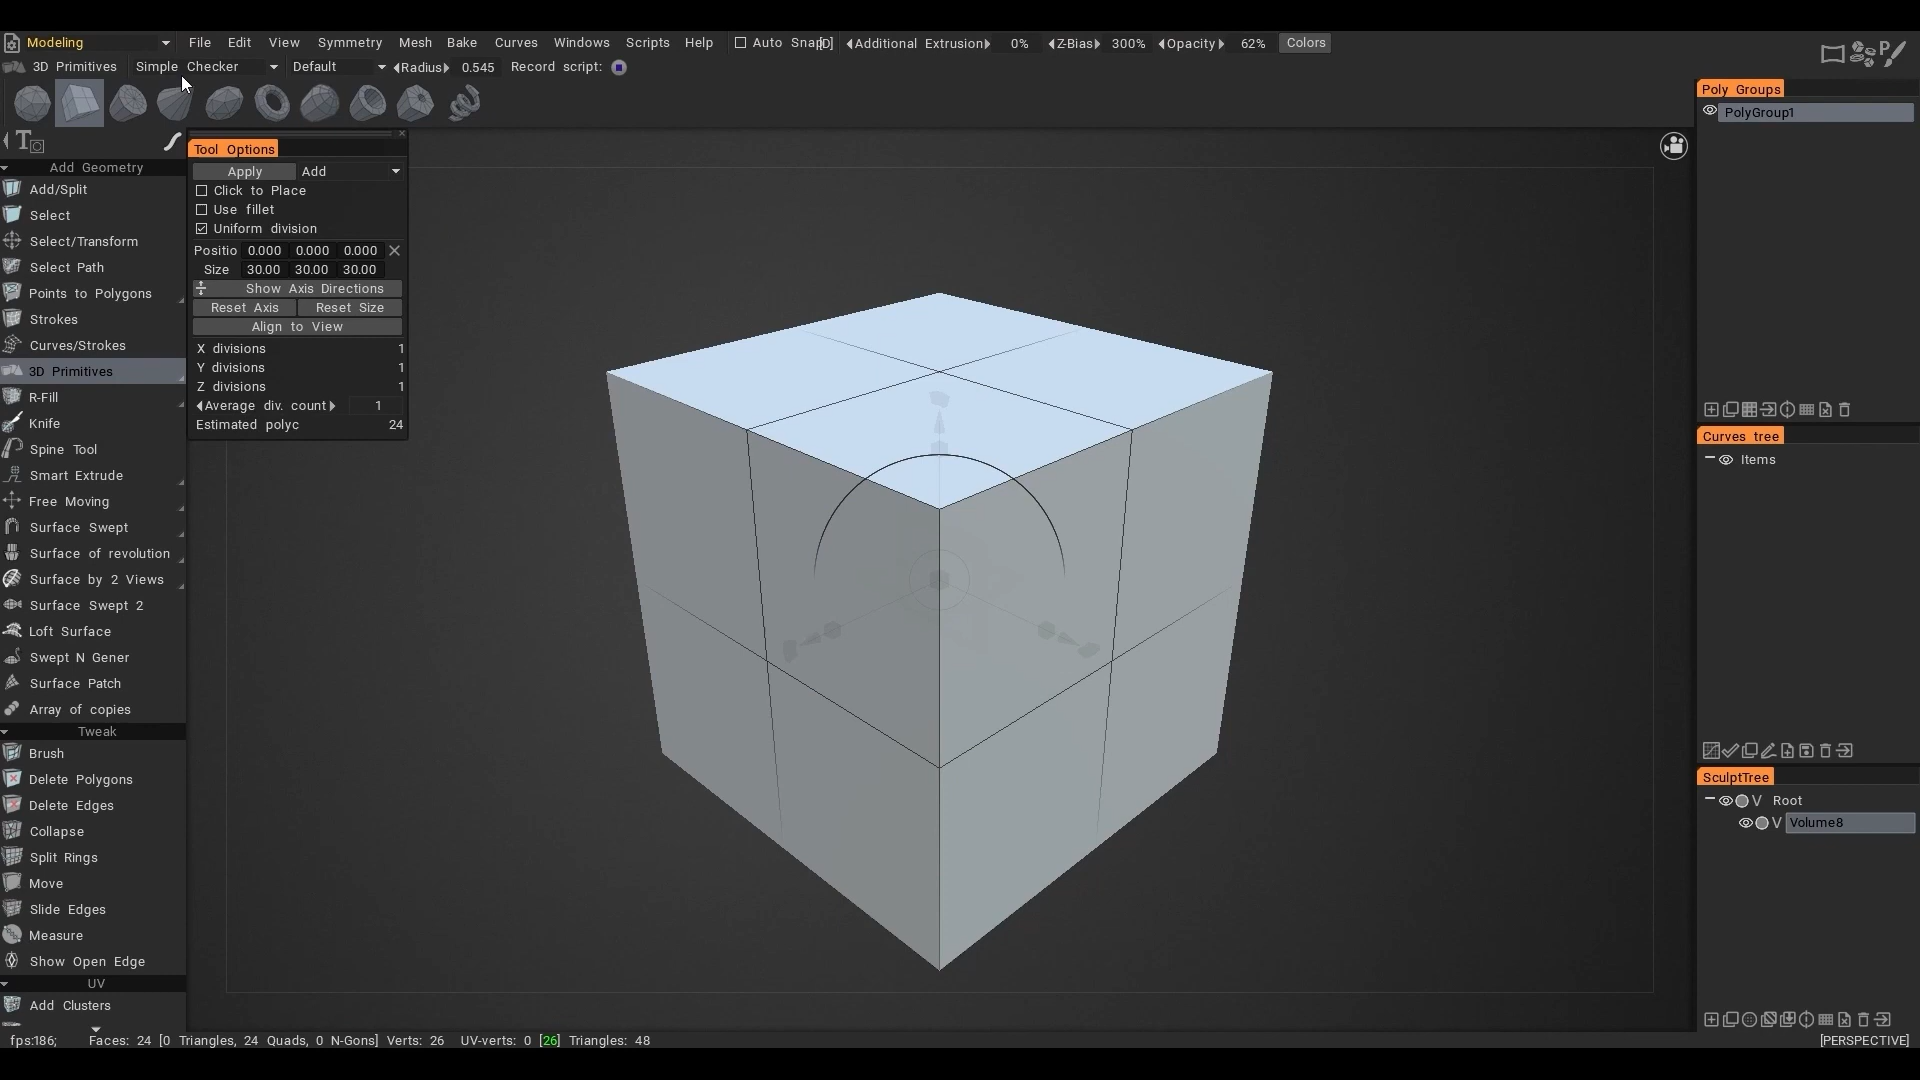 Modeling File Edit View Symmetry Mesh Bake Curves Windows Scripts Help Auto Snap [D] Additional Extrusion 0% Z-Bias 300% Opacity 62% Colors
3D Primitives Simple Checker Default Radius 0.545 Record script:
T
Add Geometry
Add/Split
Select
Select/Transform
Select Path
Points to Polygons
Strokes
Curves/Strokes
3D Primitives
R-Fill
Knife
Spine Tool
Smart Extrude
Free Moving
Surface Swept
Surface of revolution
Surface by 2 Views
Surface Swept 2
Loft Surface
Swept N Gener
Surface Patch
Array of copies
Tweak
Brush
Delete Polygons
Delete Edges
Collapse
Split Rings
Move
Slide Edges
Measure
Show Open Edge
UV
Add Clusters
Tool Options
Apply Add
Click to Place
Use fillet
Uniform division
Positio 0.000 0.000 0.000
Size 30.00 30.00 30.00
Show Axis Directions
Reset Axis Reset Size
Align to View
X divisions 1
Y divisions 1
Z divisions 1
Average div. count 1
Estimated polyc 24
Poly Groups
PolyGroup1
Curves tree
Items
SculptTree
V Root
V Volume8
fps:186; Faces: 24 [0 Triangles, 24 Quads, 0 N-Gons] Verts: 26 UV-verts: 0 [26] Triangles: 48 [PERSPECTIVE]